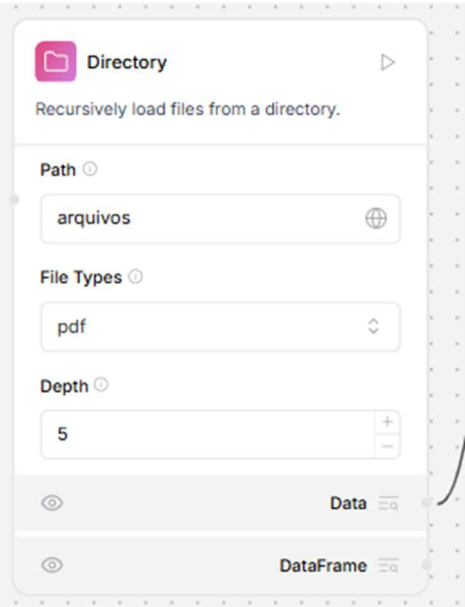 Directory
Recursively load files from a directory.
Path
arquivos
File Types
pdf
Depth
5
Data
DataFrame